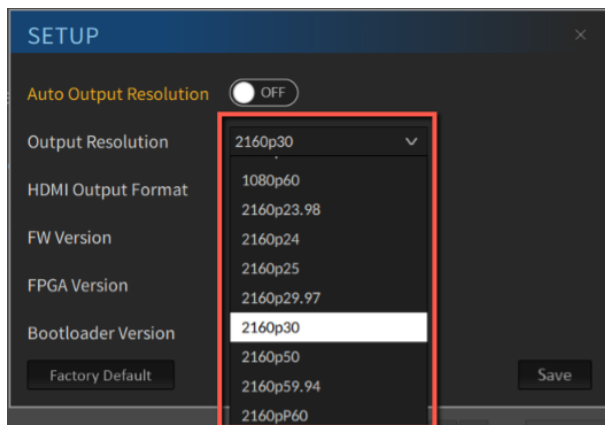 SETUP
Auto Output Resolution OFF
Output Resolution 2160p30
1080p60
HDMI Output Format
2160p23.98
FW Version 2160p24
2160p25
FPGA Version
2160p29.97
Bootloader Version 2160p30
2160p50
Factory Default Save
2160p59.94
2160pP60